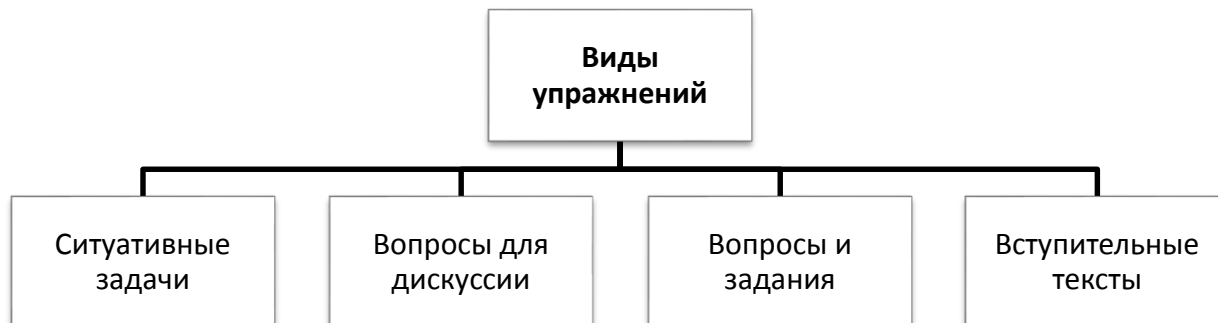 Виды
упражнений
Ситуативные
задачи
Вопросы для
дискуссии
Вопросы и
задания
Вступительные
тексты